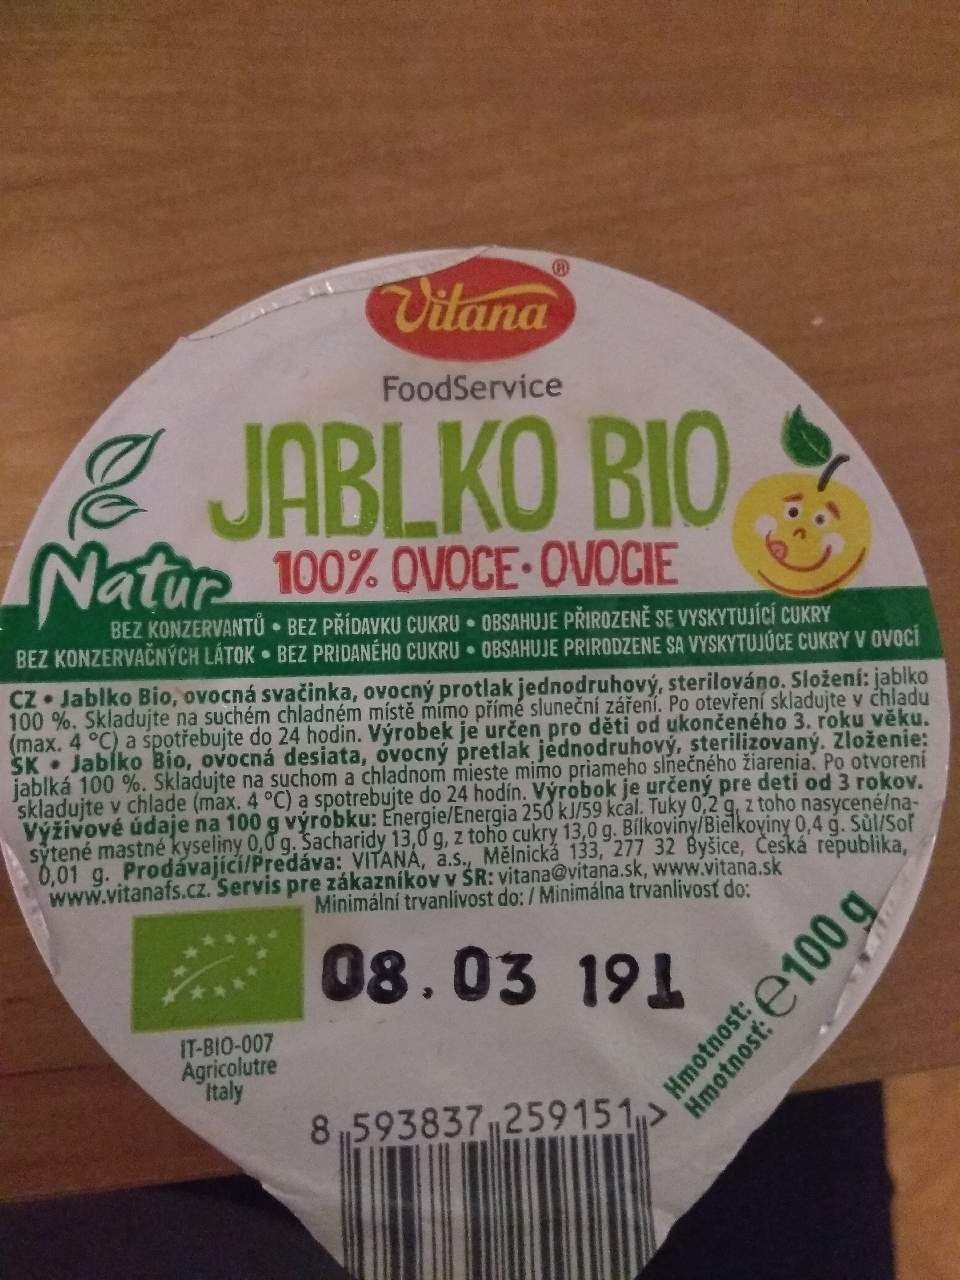 Vitana®
FoodService
JABLKO BIO
Natur
100% OVOCE • OVOCIE
BEZ KONZERVANTŮ • BEZ PŘÍDAVKU CUKRU • OBSAHUJE PŘIROZENĚ SE VYSKYTUJÍCÍ CUKRY
BEZ KONZERVAČNÝCH LÁTOK • BEZ PRIDANÉHO CUKRU • OBSAHUJE PRIRODZENE SA VYSKYTUJÚCE CUKRY V OVOCÍ
CZ • Jablko Bio, ovocná svačinka, ovocný protlak jednodruhový, sterilováno. Složení: jablko
100 %. Skladujte na suchém chladném místě mimo přímé sluneční záření. Po otevření skladujte v chladu
(max. 4 °C) a spotřebujte do 24 hodin. Výrobek je určen pro děti od ukončeného 3. roku věku.
SK • Jablko Bio, ovocná desiata, ovocný pretlak jednodruhový, sterilizovaný. Zloženie:
jablká 100 %. Skladujte na suchom a chladnom mieste mimo priameho slnečného žiarenia. Po otvorení
skladujte v chlade (max. 4 °C) a spotrebujte do 24 hodín. Výrobok je určený pre deti od 3 rokov.
Výživové údaje na 100 g výrobku: Energie/Energia 250 kJ/59 kcal. Tuky 0,2 g, z toho nasycené/na-
sýtené mastné kyseliny 0,0 g. Sacharidy 13,0 g, z toho cukry 13,0 g. Bílkoviny/Bielkoviny 0,4 g. Sůl/Soľ
0,01 g. Prodávající/Predáva: VITANA, a.s., Mělnická 133, 277 32 Byšice, Česká republika,
www.vitanafs.cz. Servis pre zákazníkov v SR: vitana@vitana.sk, www.vitana.sk
Minimální trvanlivost do: / Minimálna trvanlivosť do:
08.03 191
IT-BIO-007
Agricolutre
Italy
Hmotnost:
Hmotnosť:
e 100 g
8 593837 259151 >